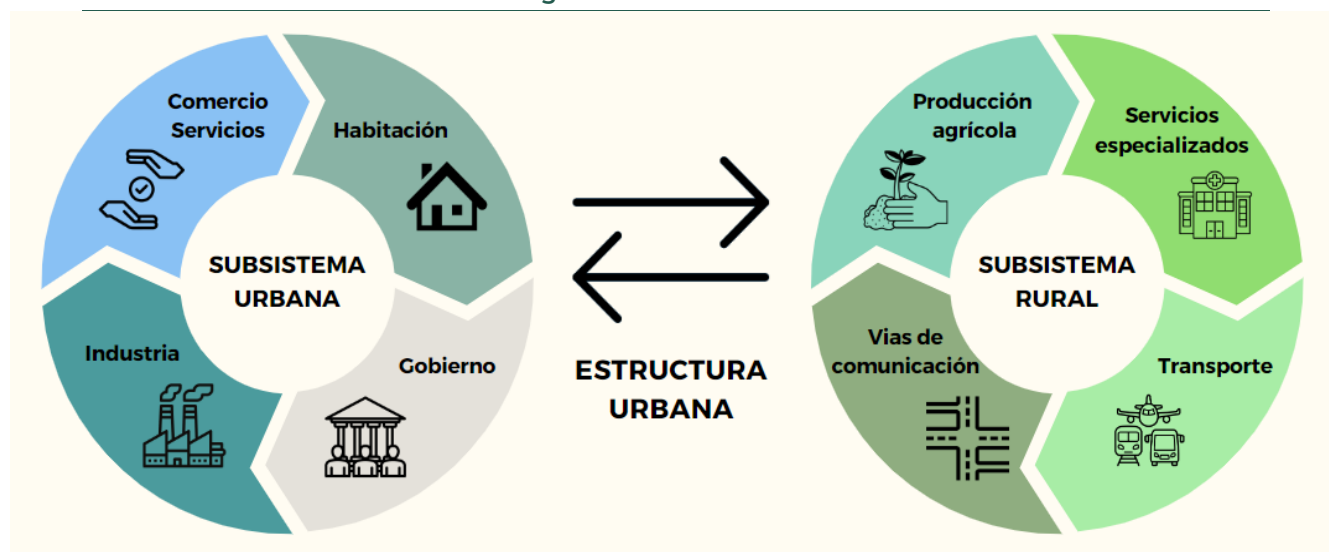 Comercio
Servicios
Habitación
SUBSISTEMA
URBANA
Industria
Gobierno
ESTRUCTURA
URBANA
Producción
agrícola
Servicios
especializados
SUBSISTEMA
RURAL
Vias de
comunicación
Transporte